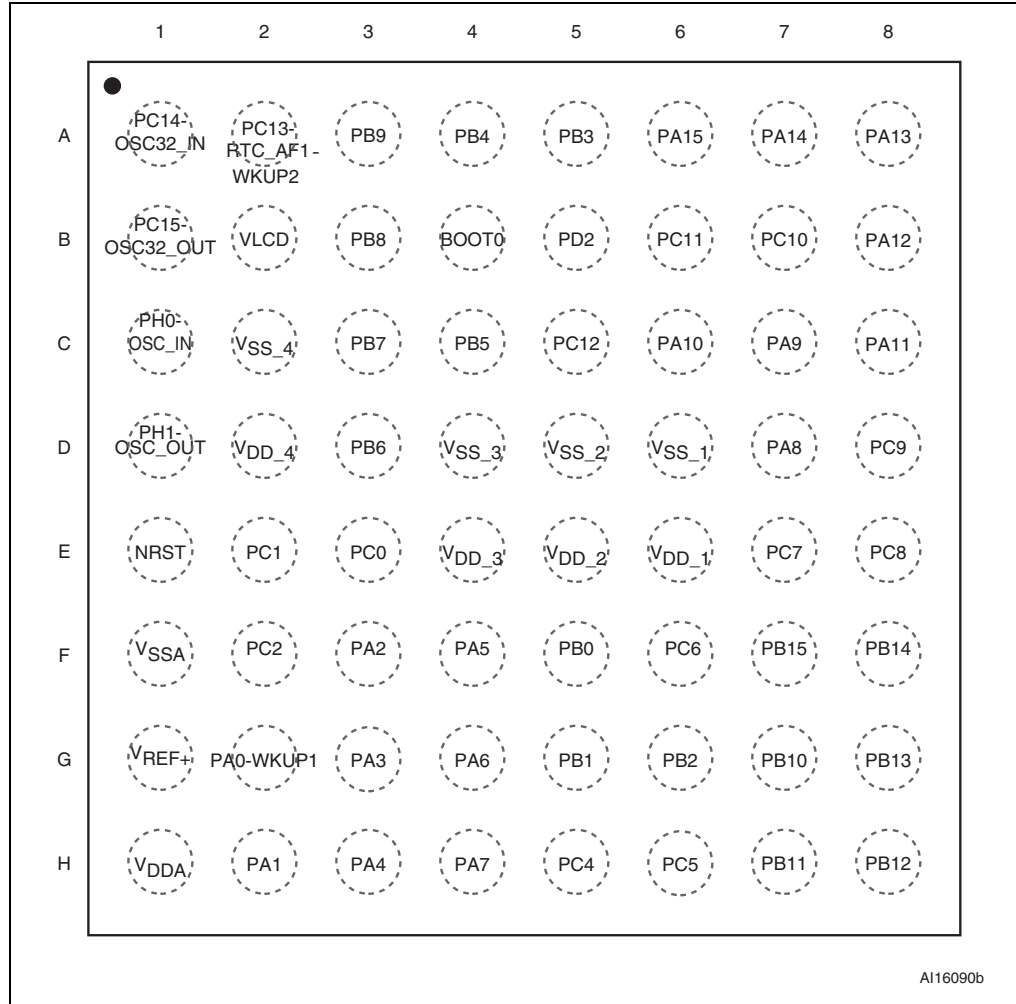 1 2 3 4 5 6 7 8
A PC14- OSC32_IN PC13- RTC_AF1- WKUP2 PB9 PB4 PB3 PA15 PA14 PA13
B PC15- OSC32_OUT VLCD PB8 BOOT0 PD2 PC11 PC10 PA12
C PH0- OSC_IN VSS_4 PB7 PB5 PC12 PA10 PA9 PA11
D PH1- OSC_OUT VDD_4 PB6 VSS_3 VSS_2 VSS_1 PA8 PC9
E NRST PC1 PC0 VDD_3 VDD_2 VDD_1 PC7 PC8
F VSSA PC2 PA2 PA5 PB0 PC6 PB15 PB14
G VREF+ PA0-WKUP1 PA3 PA6 PB1 PB2 PB10 PB13
H VDDA PA1 PA4 PA7 PC4 PC5 PB11 PB12
AI16090b